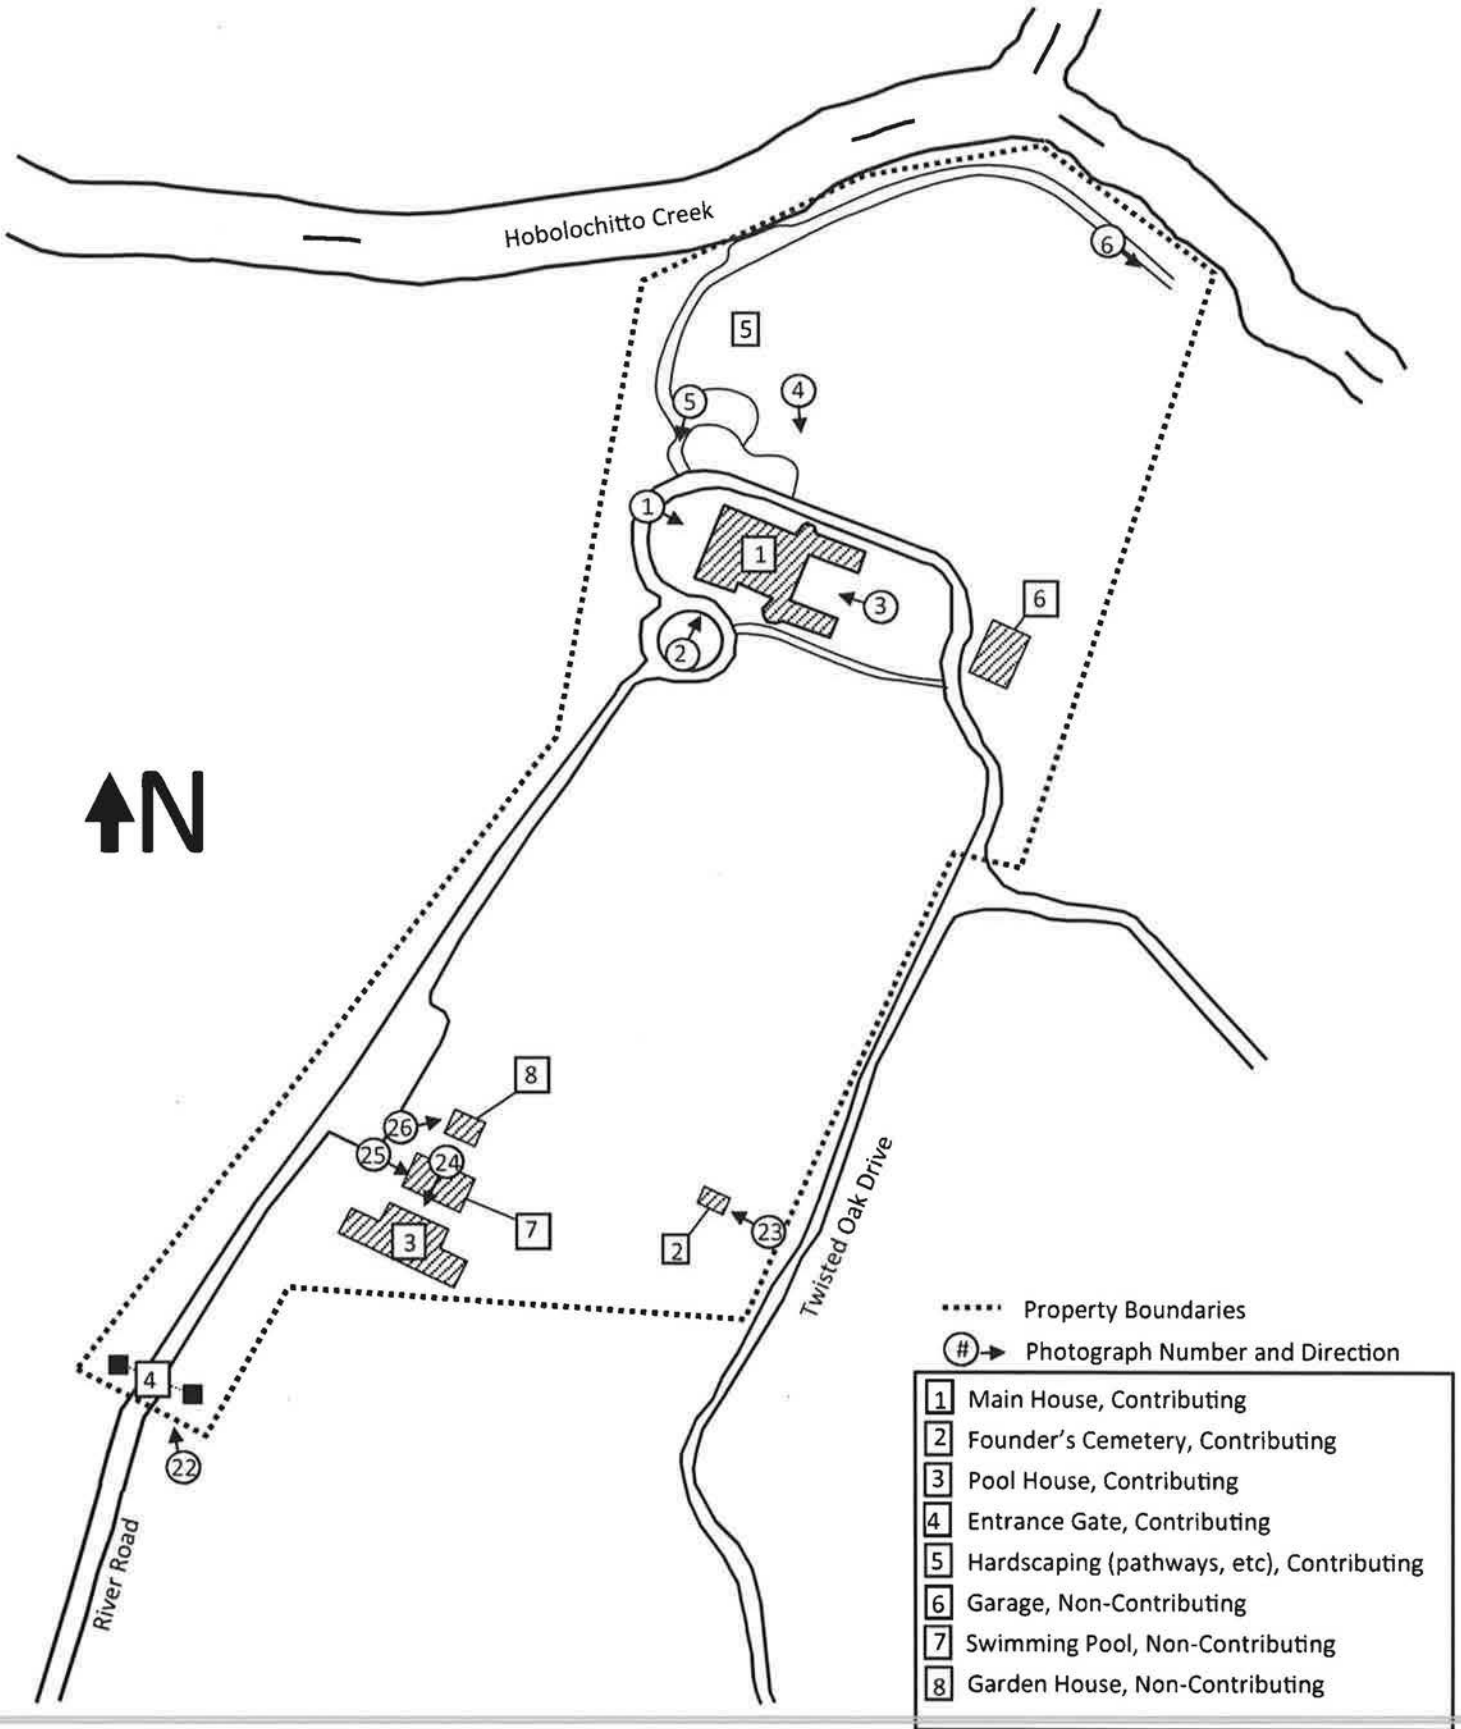 Hobolochitto Creek
6
5
4
5
1
1
3
6
2
N
8
26
25
24
7
3
2
23
Twisted Oak Drive
4
22
River Road
Property Boundaries
# Photograph Number and Direction
1 Main House, Contributing
2 Founder's Cemetery, Contributing
3 Pool House, Contributing
4 Entrance Gate, Contributing
5 Hardscaping (pathways, etc), Contributing
6 Garage, Non-Contributing
7 Swimming Pool, Non-Contributing
8 Garden House, Non-Contributing